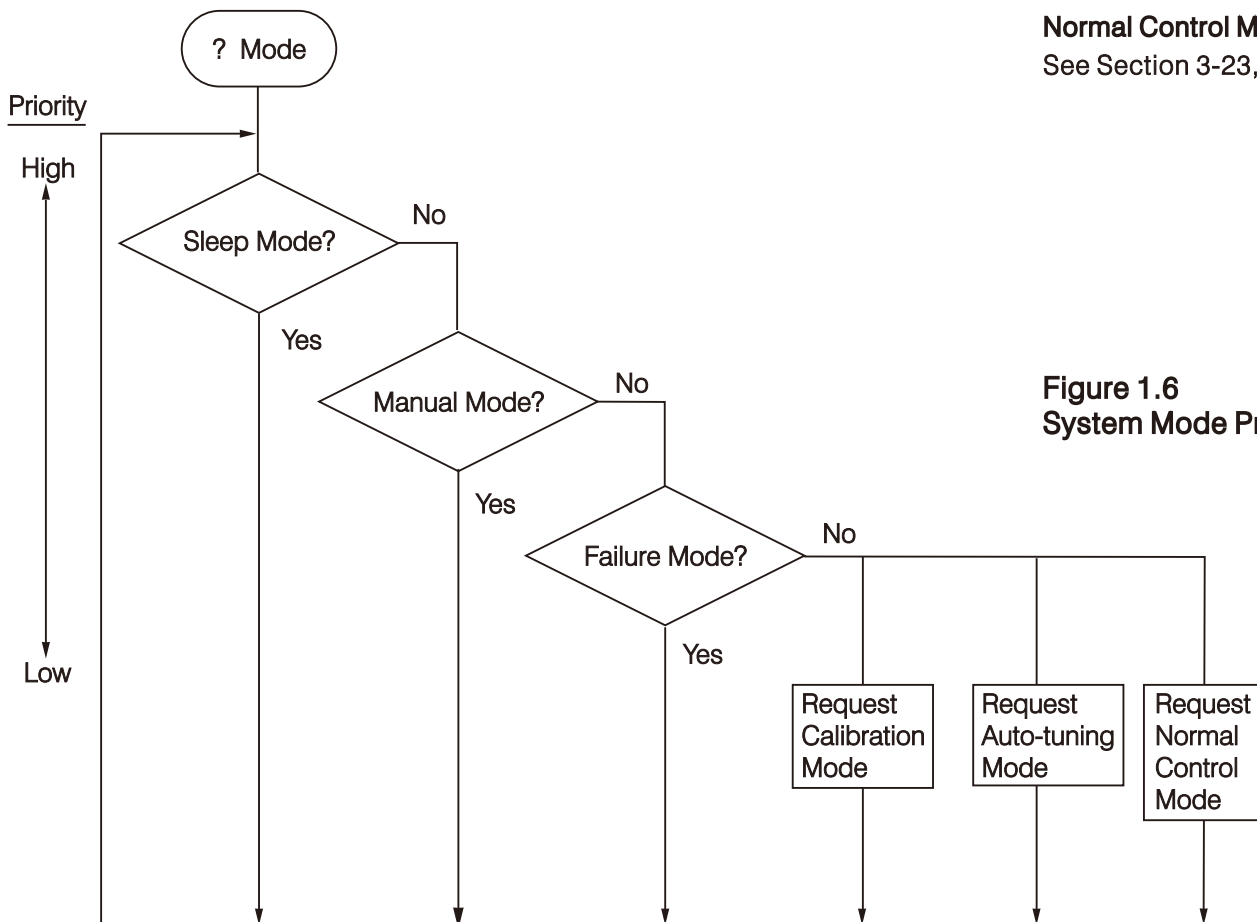 Normal Control M
See Section 3-23,
? Mode
Priority
High
Low
Sleep Mode?
No
Yes
Manual Mode?
No
Yes
Figure 1.6
System Mode Pr
Failure Mode?
No
Yes
Request
Calibration
Mode
Request
Auto-tuning
Mode
Request
Normal
Control
Mode